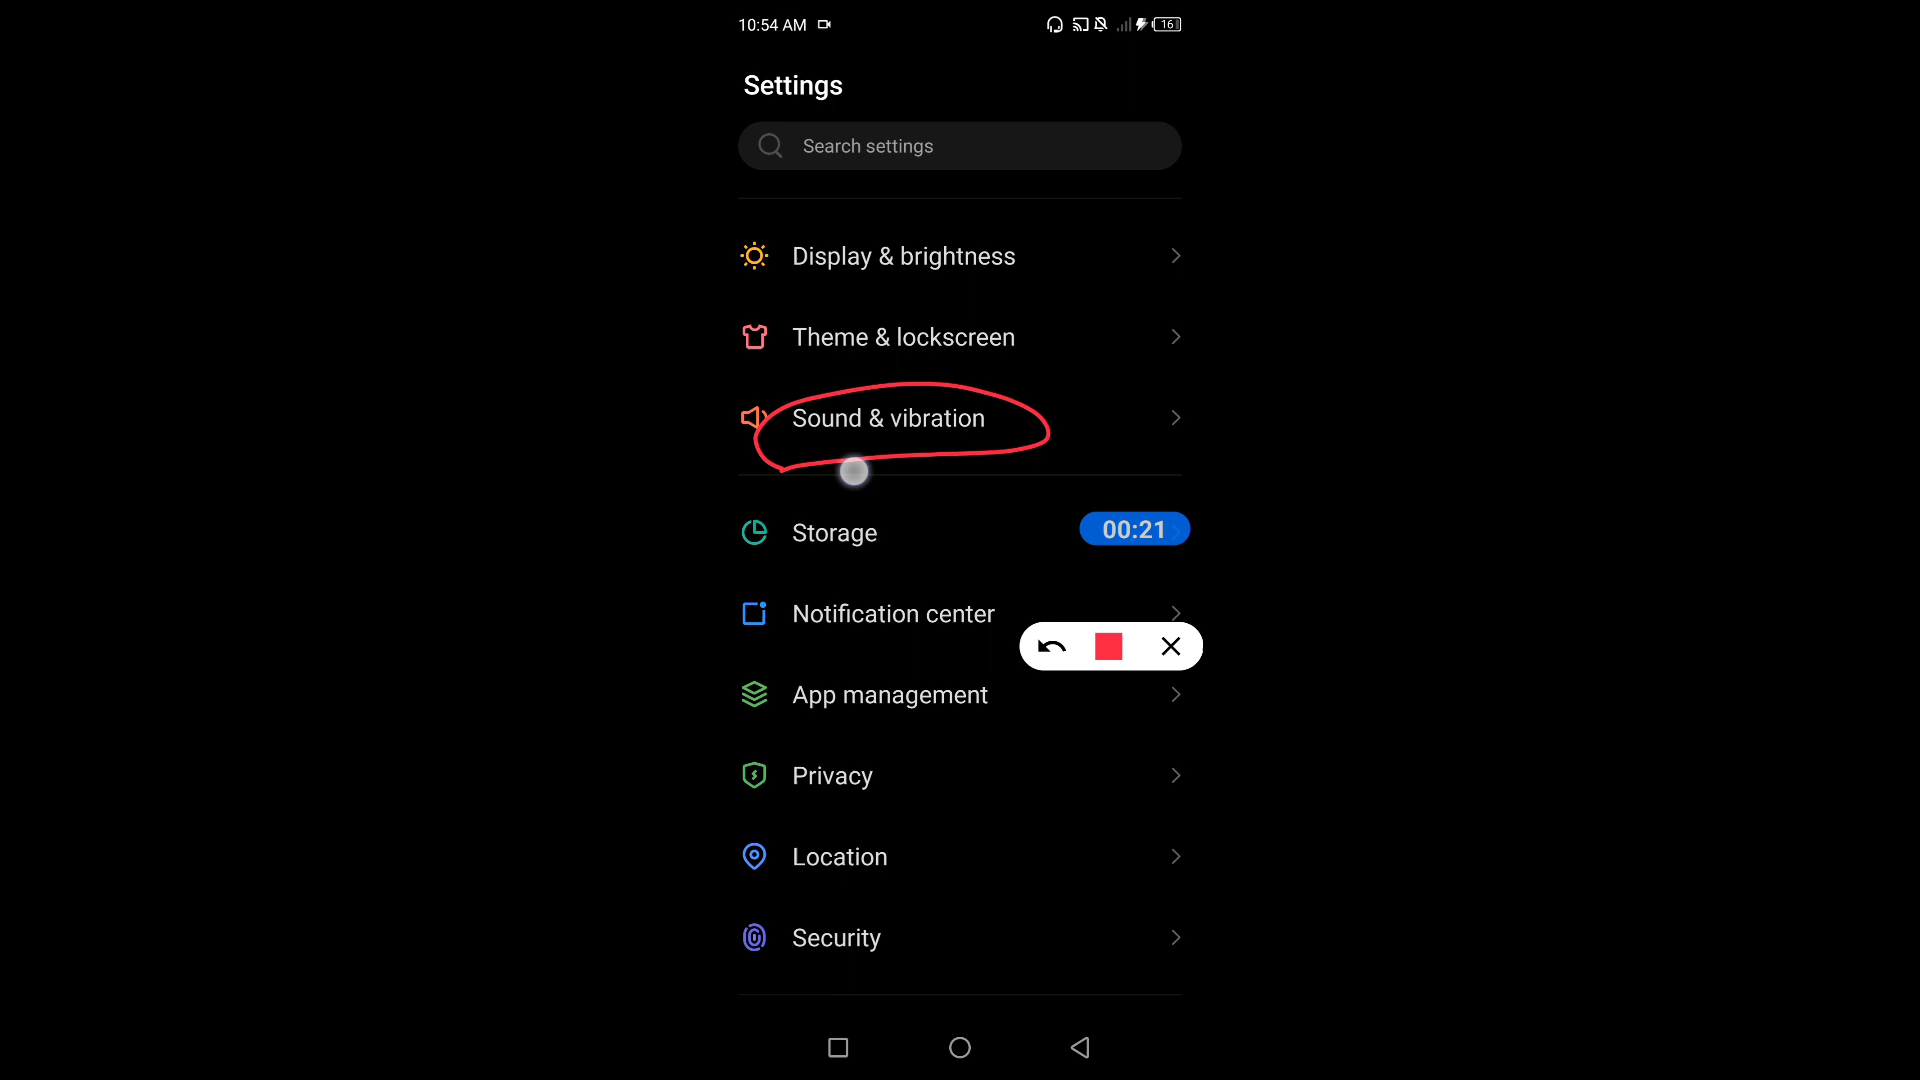 10:54 AM
16
Settings
Search settings
Display & brightness
Theme & lockscreen
Sound & vibration
Storage
00:21
Notification center
App management
Privacy
Location
Security